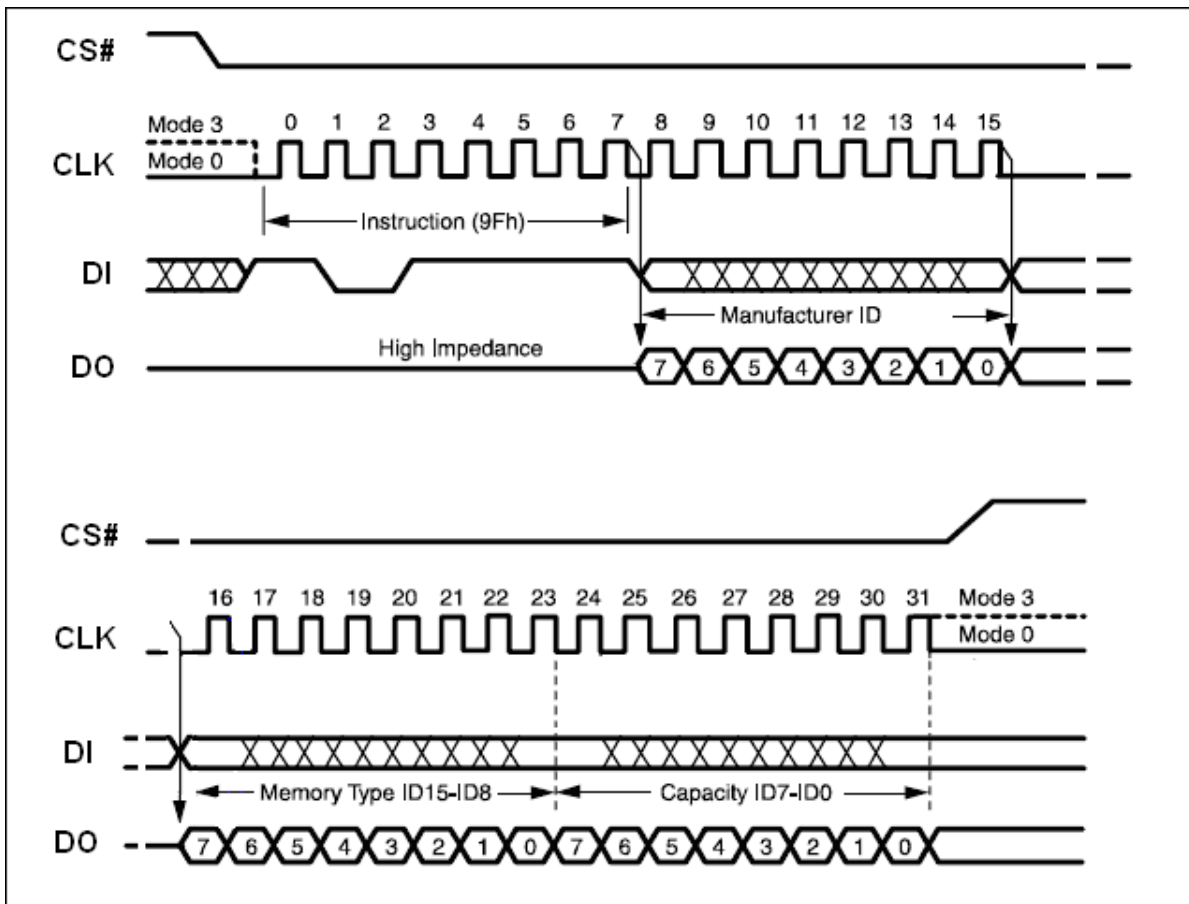 CS#
Mode 3
0 1 2 3 4 5 6 7 8 9 10 11 12 13 14 15
CLK
Mode 0
Instruction (9Fh)
DI
Manufacturer ID
High Impedance
DO
7 6 5 4 3 2 1 0
CS#
16 17 18 19 20 21 22 23 24 25 26 27 28 29 30 31
Mode 3
CLK
Mode 0
DI
Memory Type ID15-ID8
Capacity ID7-ID0
DO
7 6 5 4 3 2 1 0 7 6 5 4 3 2 1 0